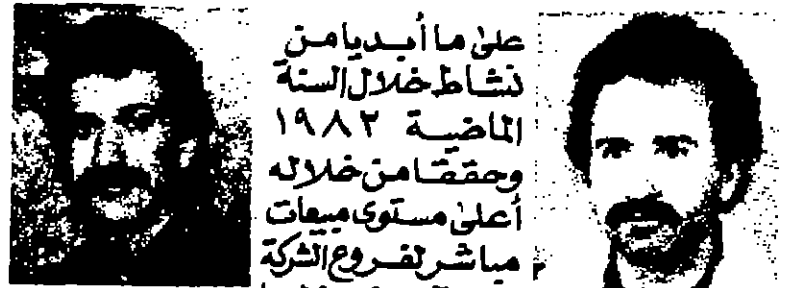 على ما أبديا من
نشاط خلال السنة
الماضية ١٩٨٢
وحققا من خلاله
أعلى مستوى مبيعات
مباشر لفروع الشركة